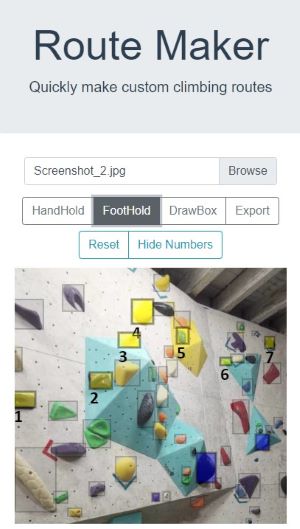 Route Maker
Quickly make custom climbing routes
Screenshot_2.jpg Browse
HandHold FootHold DrawBox Export
Reset Hide Numbers
4
3
5
7
6
2
1